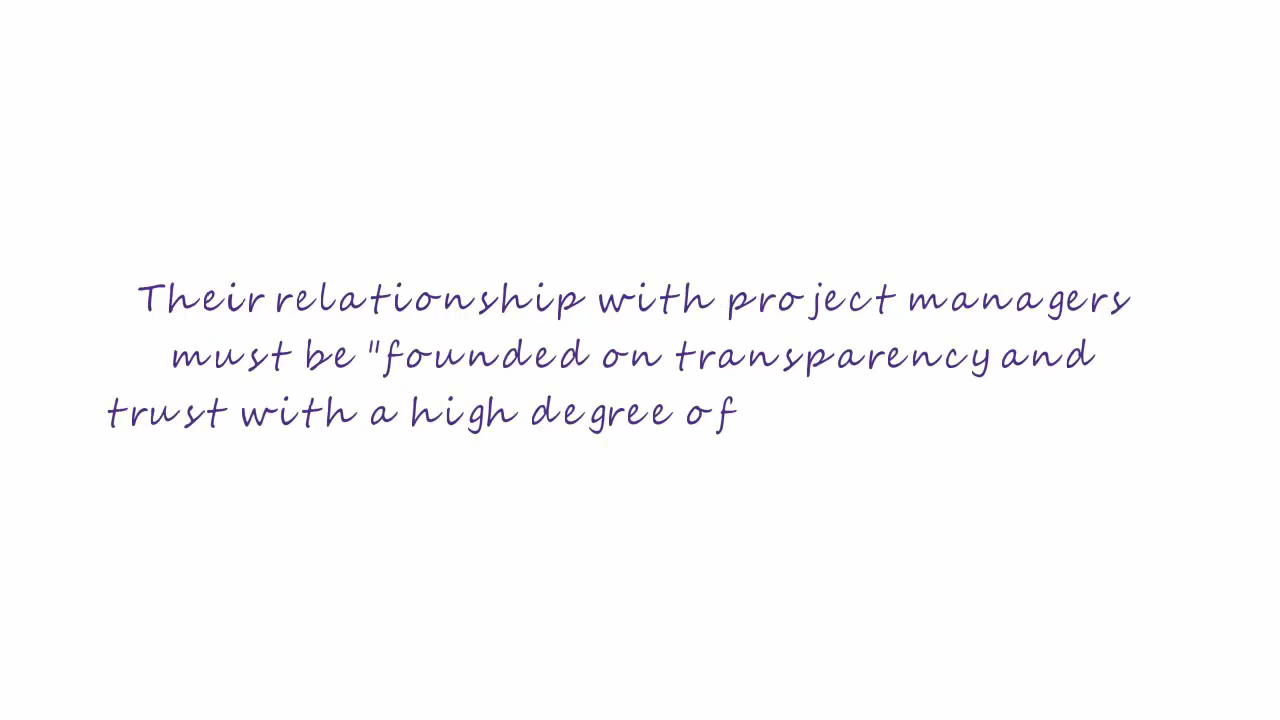 Their relationship with project managers
must be "founded on transparency and
trust with a high degree of